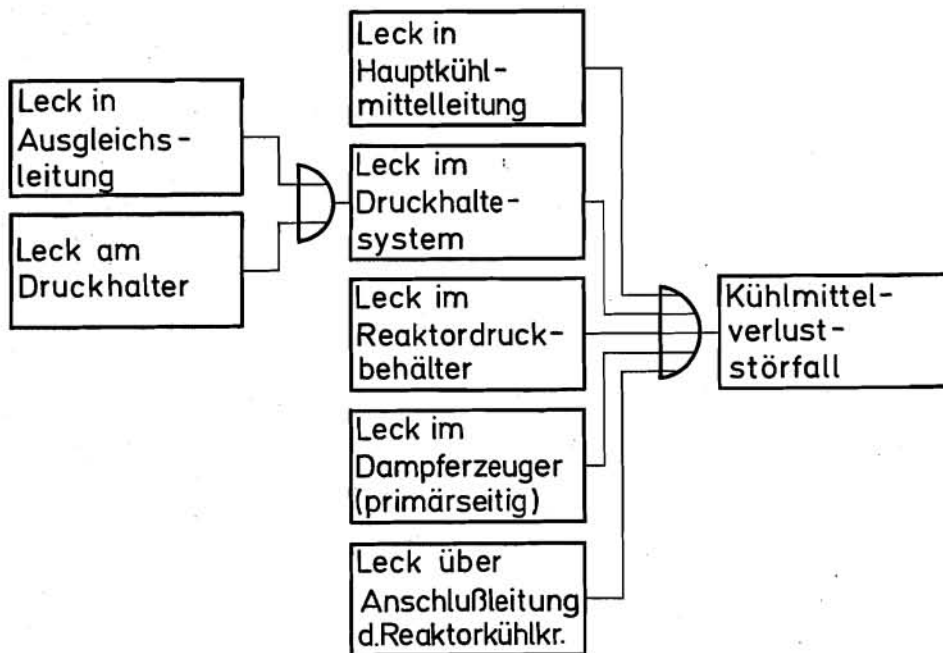 Leck in
Ausgleichs-
leitung
Leck am
Druckhalter
Leck in
Hauptkühl-
mittelleitung
Leck im
Druckhalte-
system
Leck im
Reaktordruck-
behälter
Leck im
Dampferzeuger
(primärseitig)
Leck über
Anschlußleitung
d.Reaktorkühlkr.
Kühlmittel-
verlust-
störfall